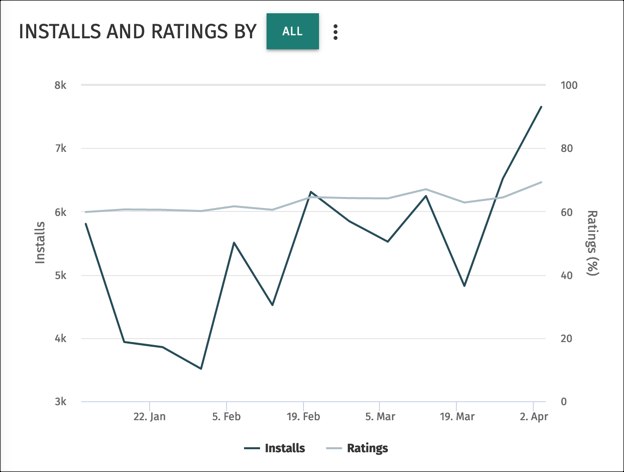 INSTALLS AND RATINGS BY ALL
8k 100
7k 80
6k 60
5k 40
4k 20
3k 0
Installs
Ratings (%)
22. Jan 5. Feb 19. Feb 5. Mar 19. Mar 2. Apr
Installs Ratings